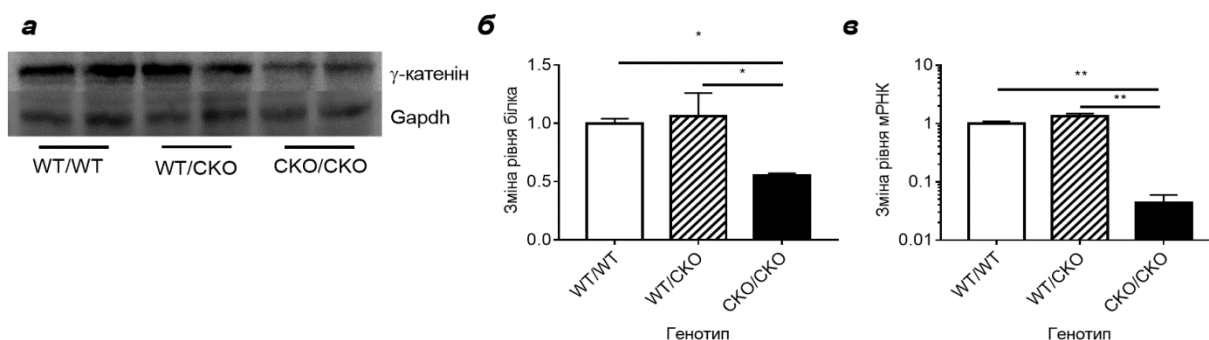 а
γ-катенін
Gapdh
WT/WT
WT/CKO
CKO/CKO
б
*
*
1.5
1.0
0.5
0.0
Зміна рівня білка
WT/WT
WT/CKO
CKO/CKO
Генотип
в
**
**
10
1
0.1
0.01
Зміна рівня мРНК
WT/WT
WT/CKO
CKO/CKO
Генотип